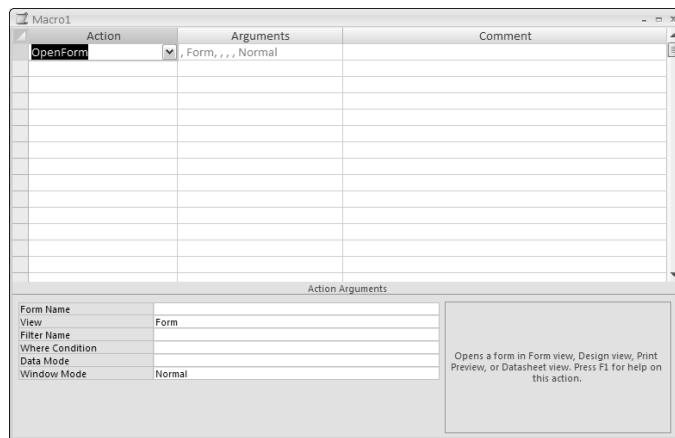 Macro1
Action Arguments Comment
OpenForm , Form, , , , Normal
Action Arguments
Form Name
View Form
Filter Name
Where Condition
Data Mode
Window Mode Normal
Opens a form in Form view, Design view, Print
Preview, or Datasheet view. Press F1 for help on
this action.